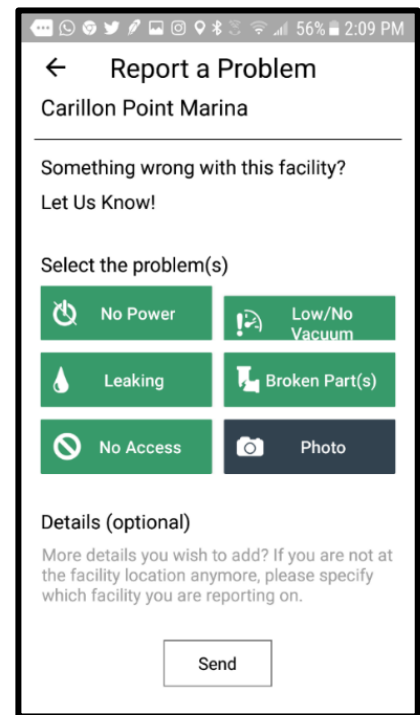 56% 2:09 PM
Report a Problem
Carillon Point Marina
Something wrong with this facility?
Let Us Know!
Select the problem(s)
No Power
Low/No
Vacuum
Leaking
Broken Part(s)
No Access
Photo
Details (optional)
More details you wish to add? If you are not at
the facility location anymore, please specify
which facility you are reporting on.
Send